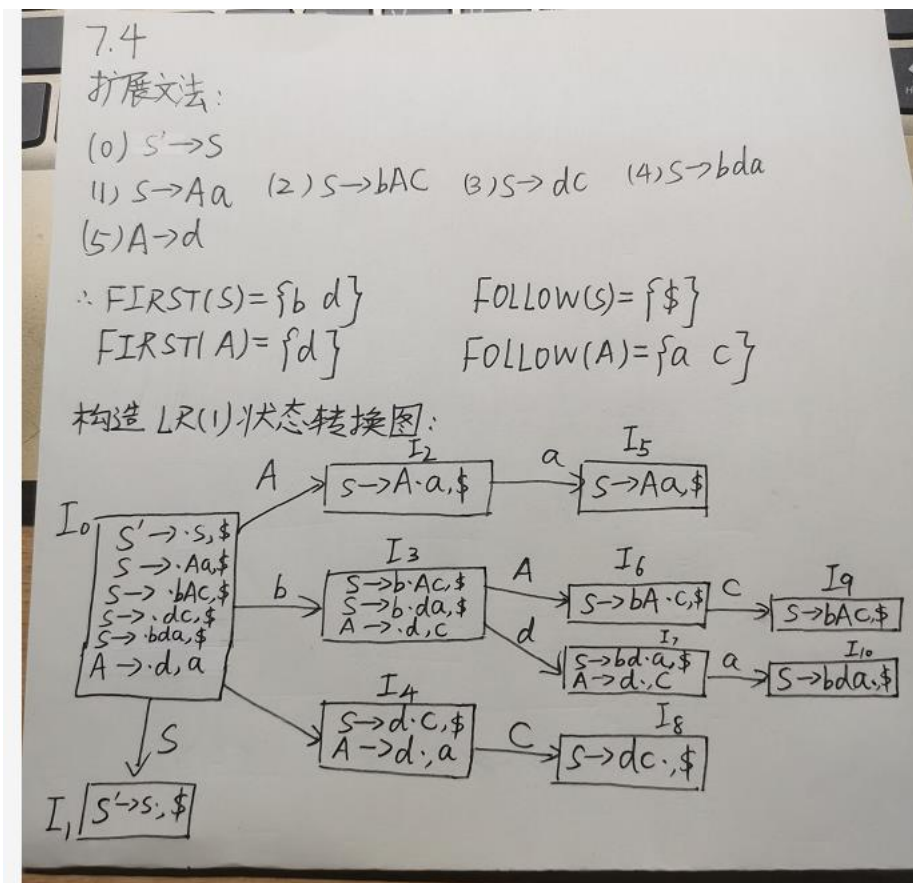 7.4
扩展文法:
(0) S'→S
(1) S→Aa (2) S→bAC (3) S→dc (4) S→bda
(5) A→d
∴ FIRST(S)={b d} FOLLOW(S)={$}
FIRST(A)={d} FOLLOW(A)={a c}
构造 LR(1)状态转换图:
I₀
S'→·S,$
S→·Aa,$
S→·bAc,$
S→·dc,$
S→·bda,$
A→·d,a
A
I₂
S→A·a,$
a
I₅
S→Aa,$
b
I₃
S→b·Ac,$
S→b·da,$
A→·d,c
A
I₆
S→bA·c,$
C
I₉
S→bAc,$
d
I₇
S→bd·a,$
A→d·,c
a
I₁₀
S→bda·,$
I₄
S→d·c,$
A→d·,a
C
I₈
S→dc·,$
S
I₁
S'→S·,$